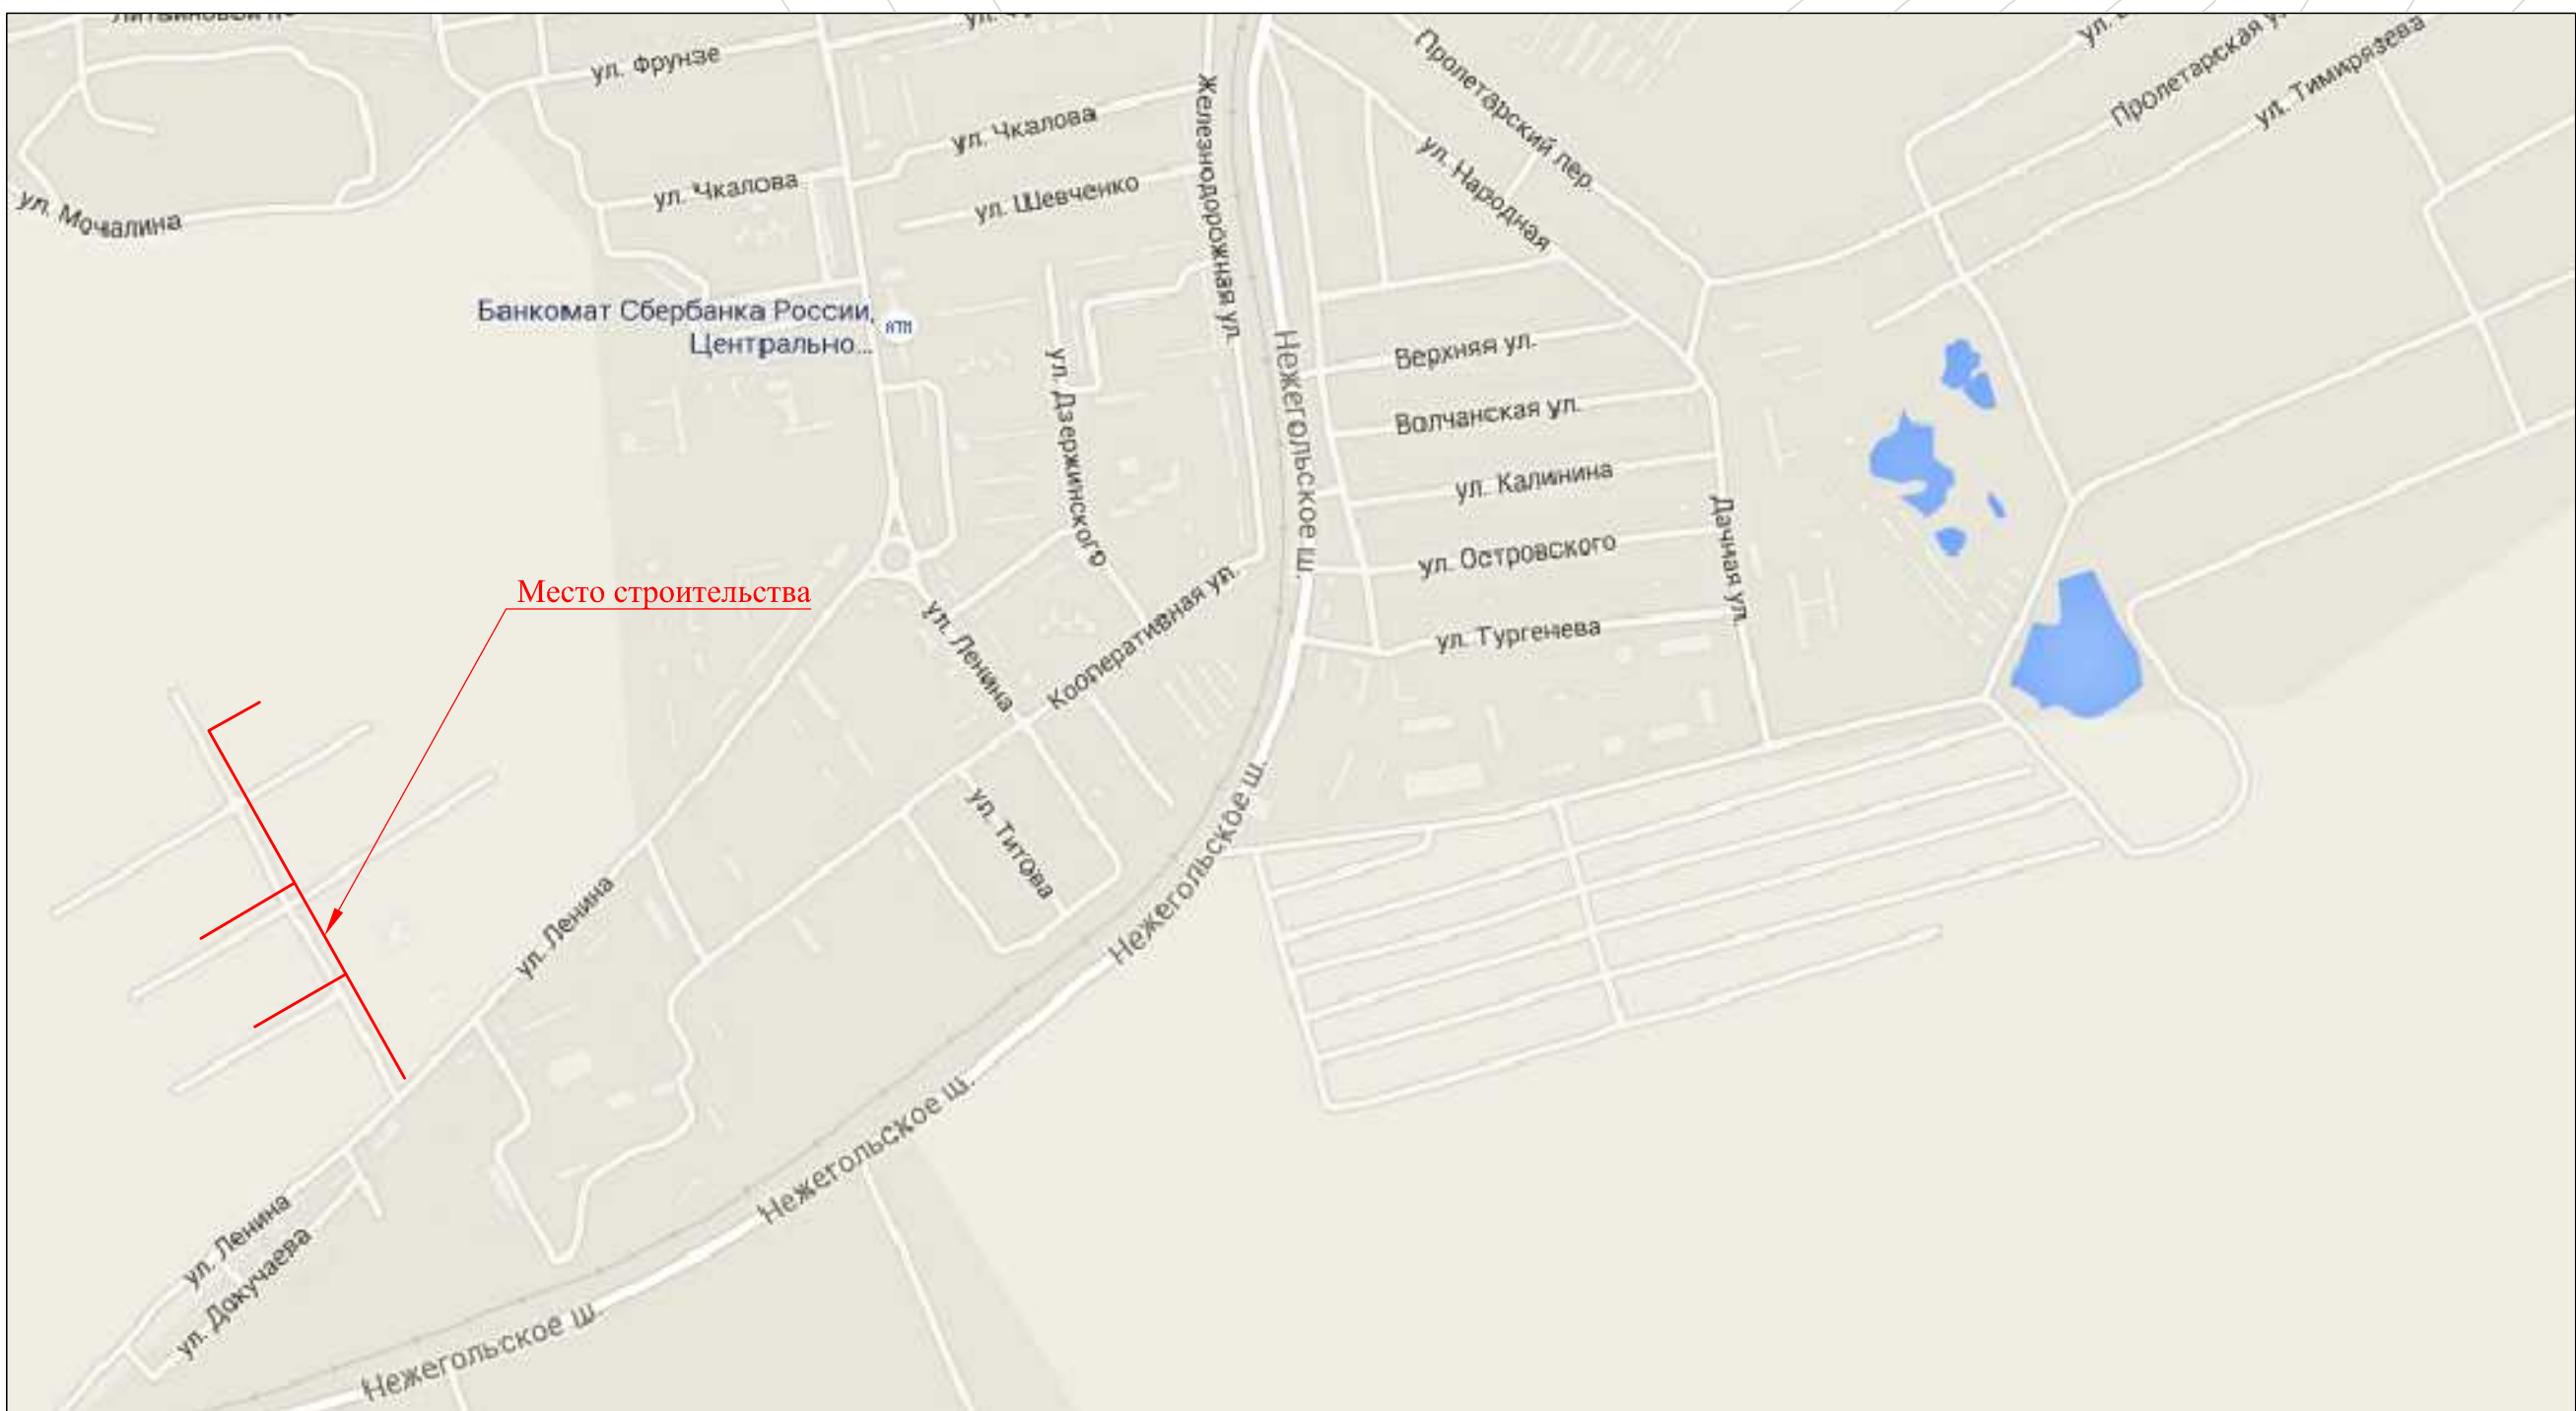 ул. Фрунзе
Пролетарская
ул. Тимирязева
Пролетарский пер.
ул. Чкалова
Железнодорожная ул.
ул. Народная
ул. Чкалова
ул. Шевченко
ул. Мочалина
Банкомат Сбербанка России,
Центрально...
АТМ
ул. Дзержинского
Нежегольское ш.
Верхняя ул.
Волчанская ул.
ул. Калинина
Дачная ул.
ул. Островского
Место строительства
ул. Ленина
Кооперативная ул.
ул. Тургенева
ул. Титова
Нежегольское ш.
ул. Ленина
Нежегольское ш.
ул. Ленина
ул. Докучаева
Нежегольское ш.